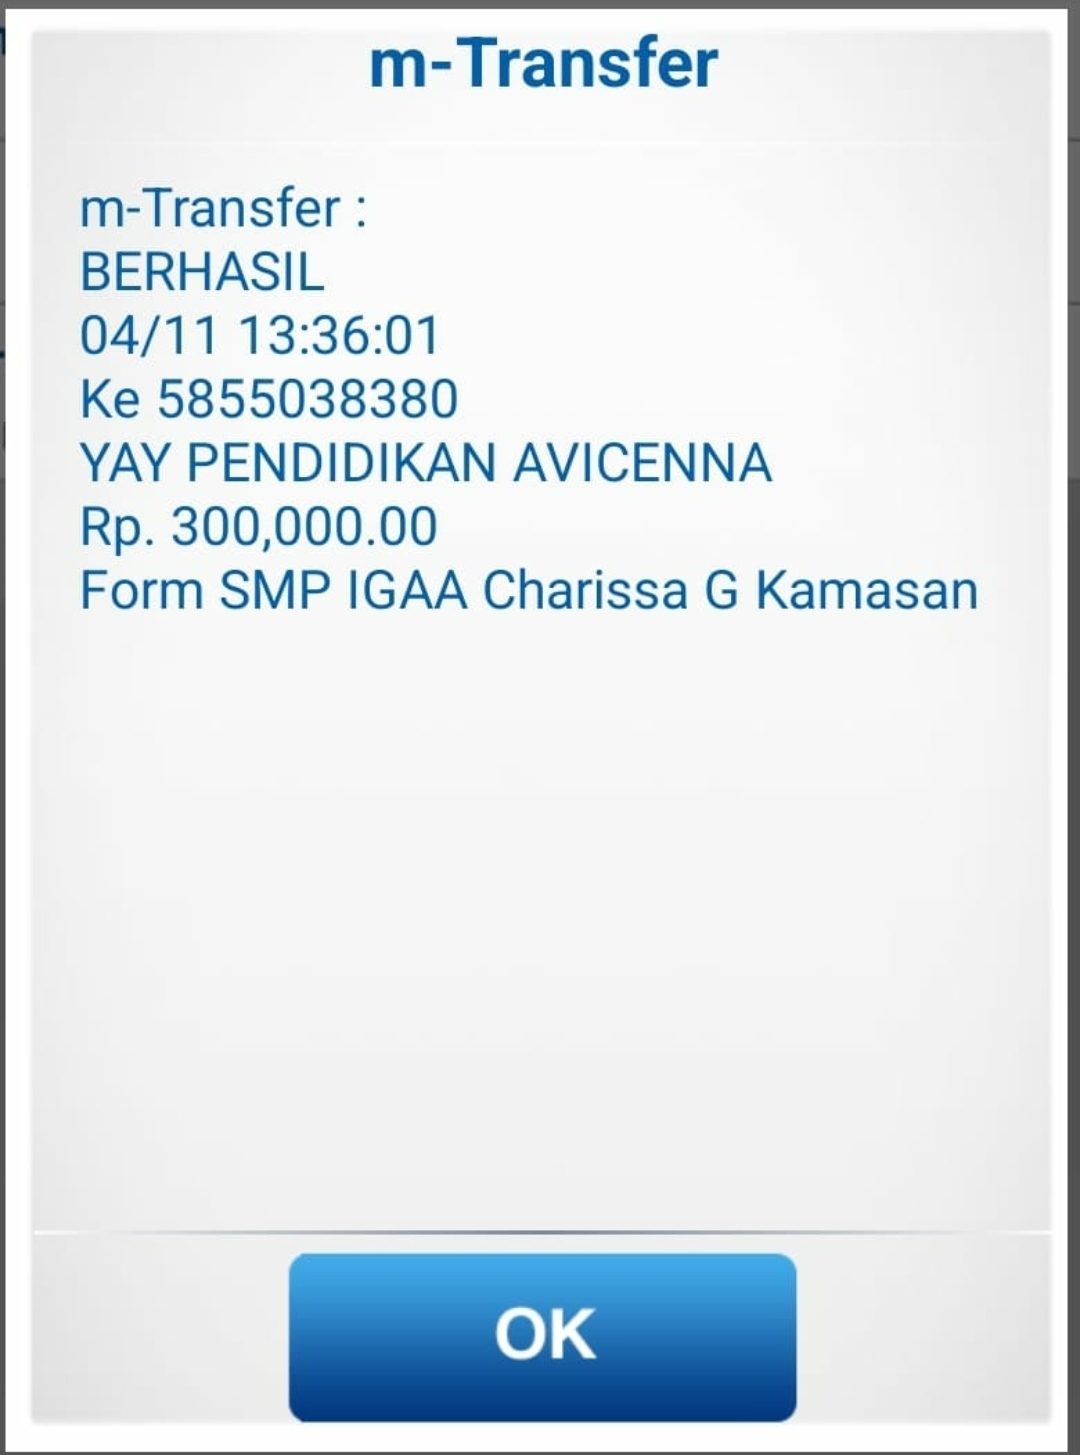 m-Transfer
m-Transfer :
BERHASIL
04/11 13:36:01
Ke 5855038380
YAY PENDIDIKAN AVICENNA
Rp. 300,000.00
Form SMP IGAA Charissa G Kamasan
OK